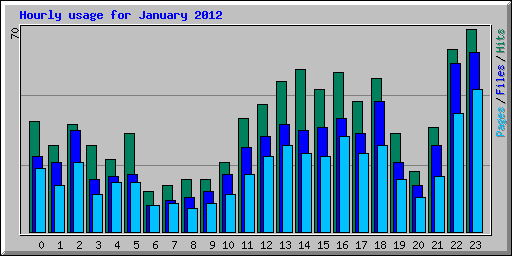 Hourly usage for January 2012
70
Pages/Files/Hits
0 1 2 3 4 5 6 7 8 9 10 11 12 13 14 15 16 17 18 19 20 21 22 23